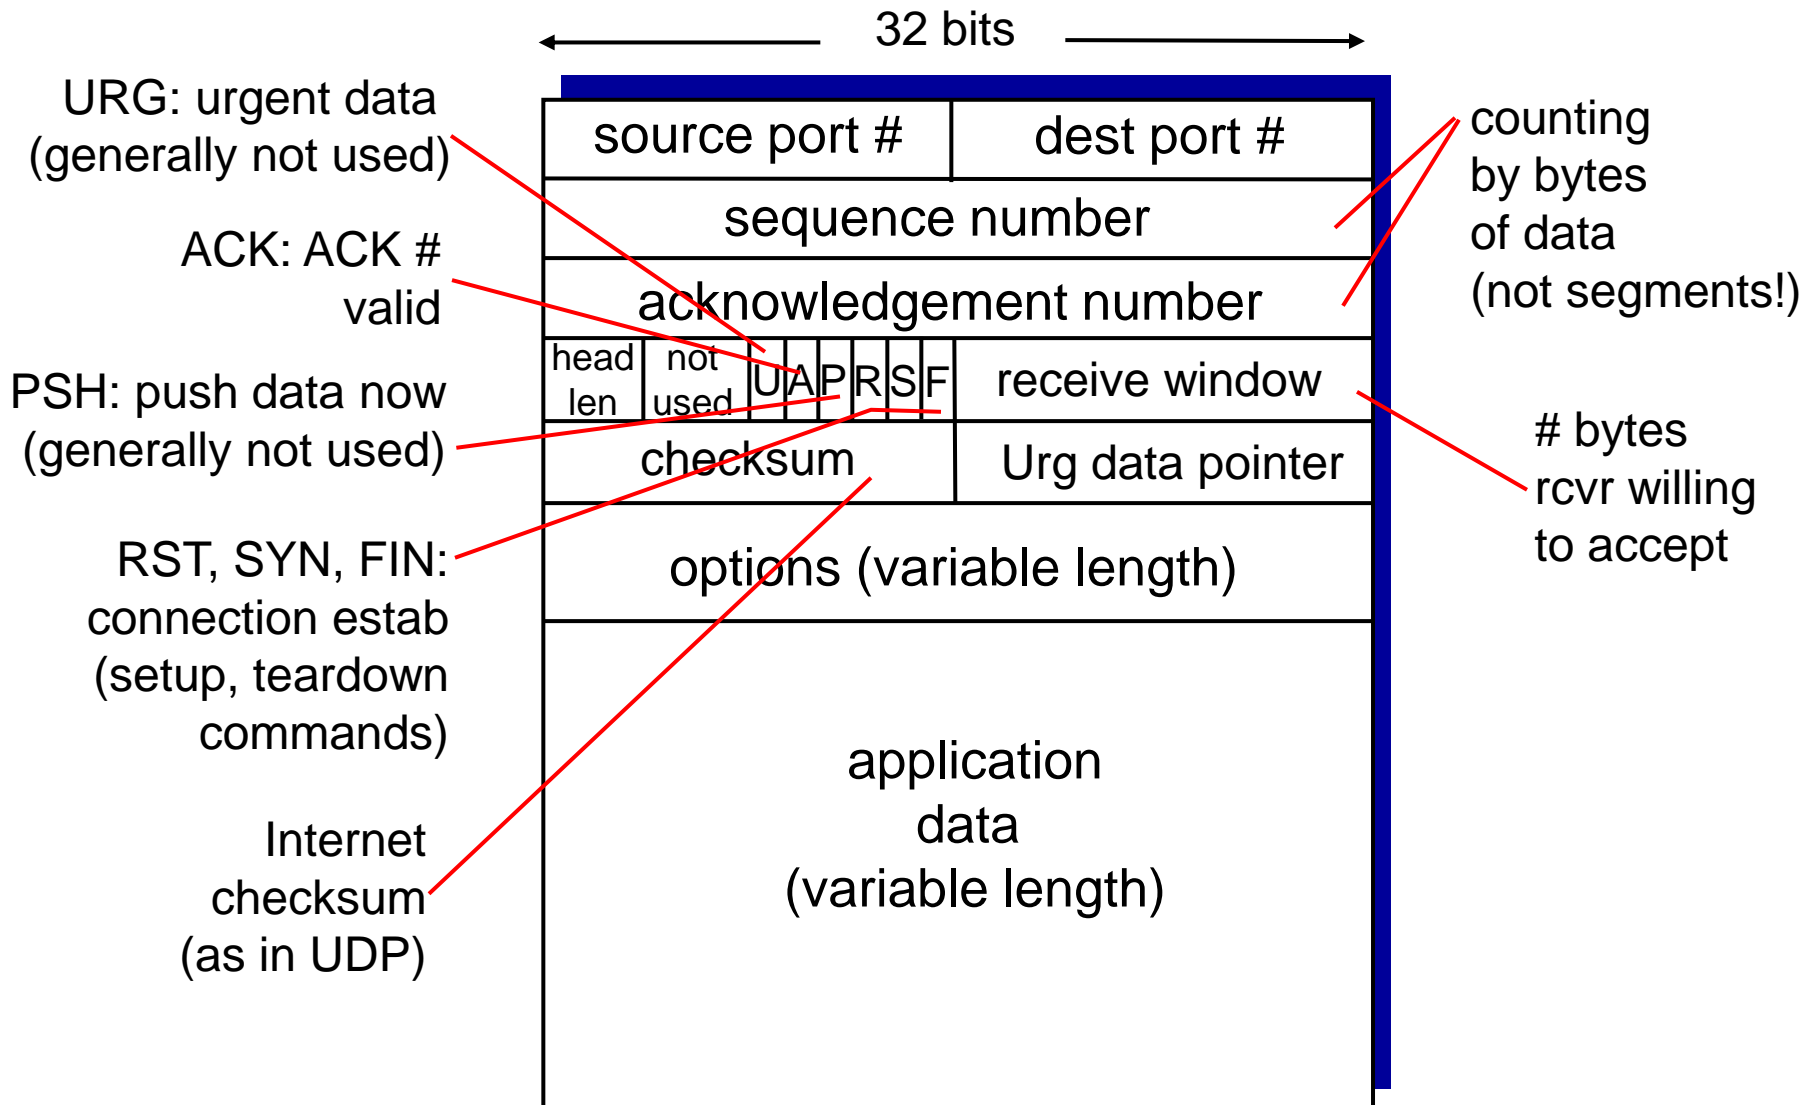 32 bits
URG: urgent data
(generally not used)
ACK: ACK #
valid
PSH: push data now
(generally not used)
RST, SYN, FIN:
connection estab
(setup, teardown
commands)
Internet
checksum
(as in UDP)
source port # dest port #
sequence number
acknowledgement number
head not
len used U A P R S F receive window
checksum Urg data pointer
options (variable length)
application
data
(variable length)
counting
by bytes
of data
(not segments!)
# bytes
rcvr willing
to accept